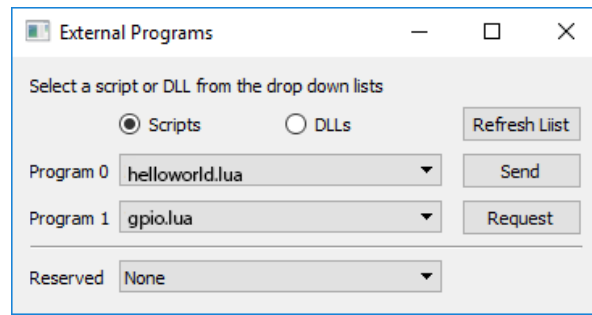 External Programs
Select a script or DLL from the drop down lists
Scripts DLLs Refresh Liist
Program 0 helloworld.lua Send
Program 1 gpio.lua Request
Reserved None